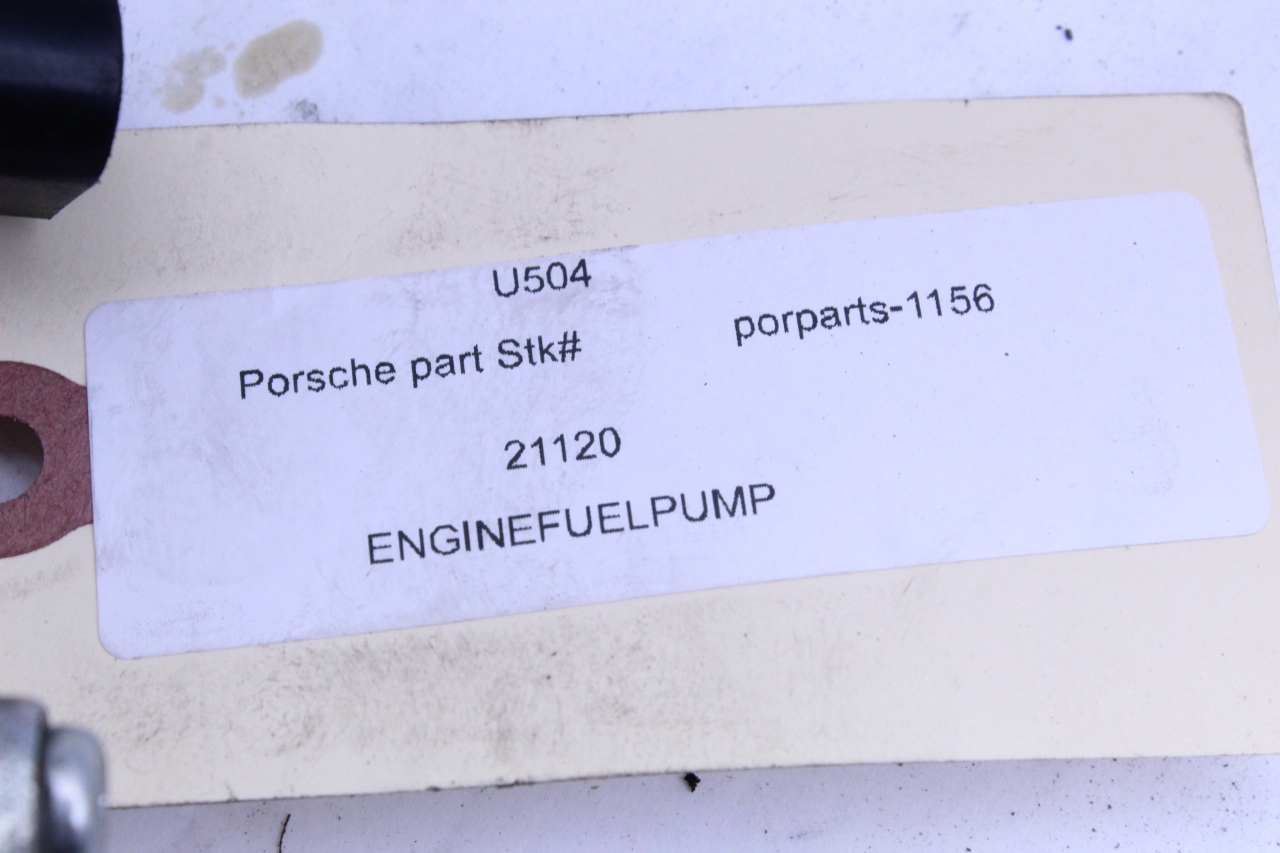 U504
Porsche part Stk# porparts-1156
21120
ENGINEFUELPUMP